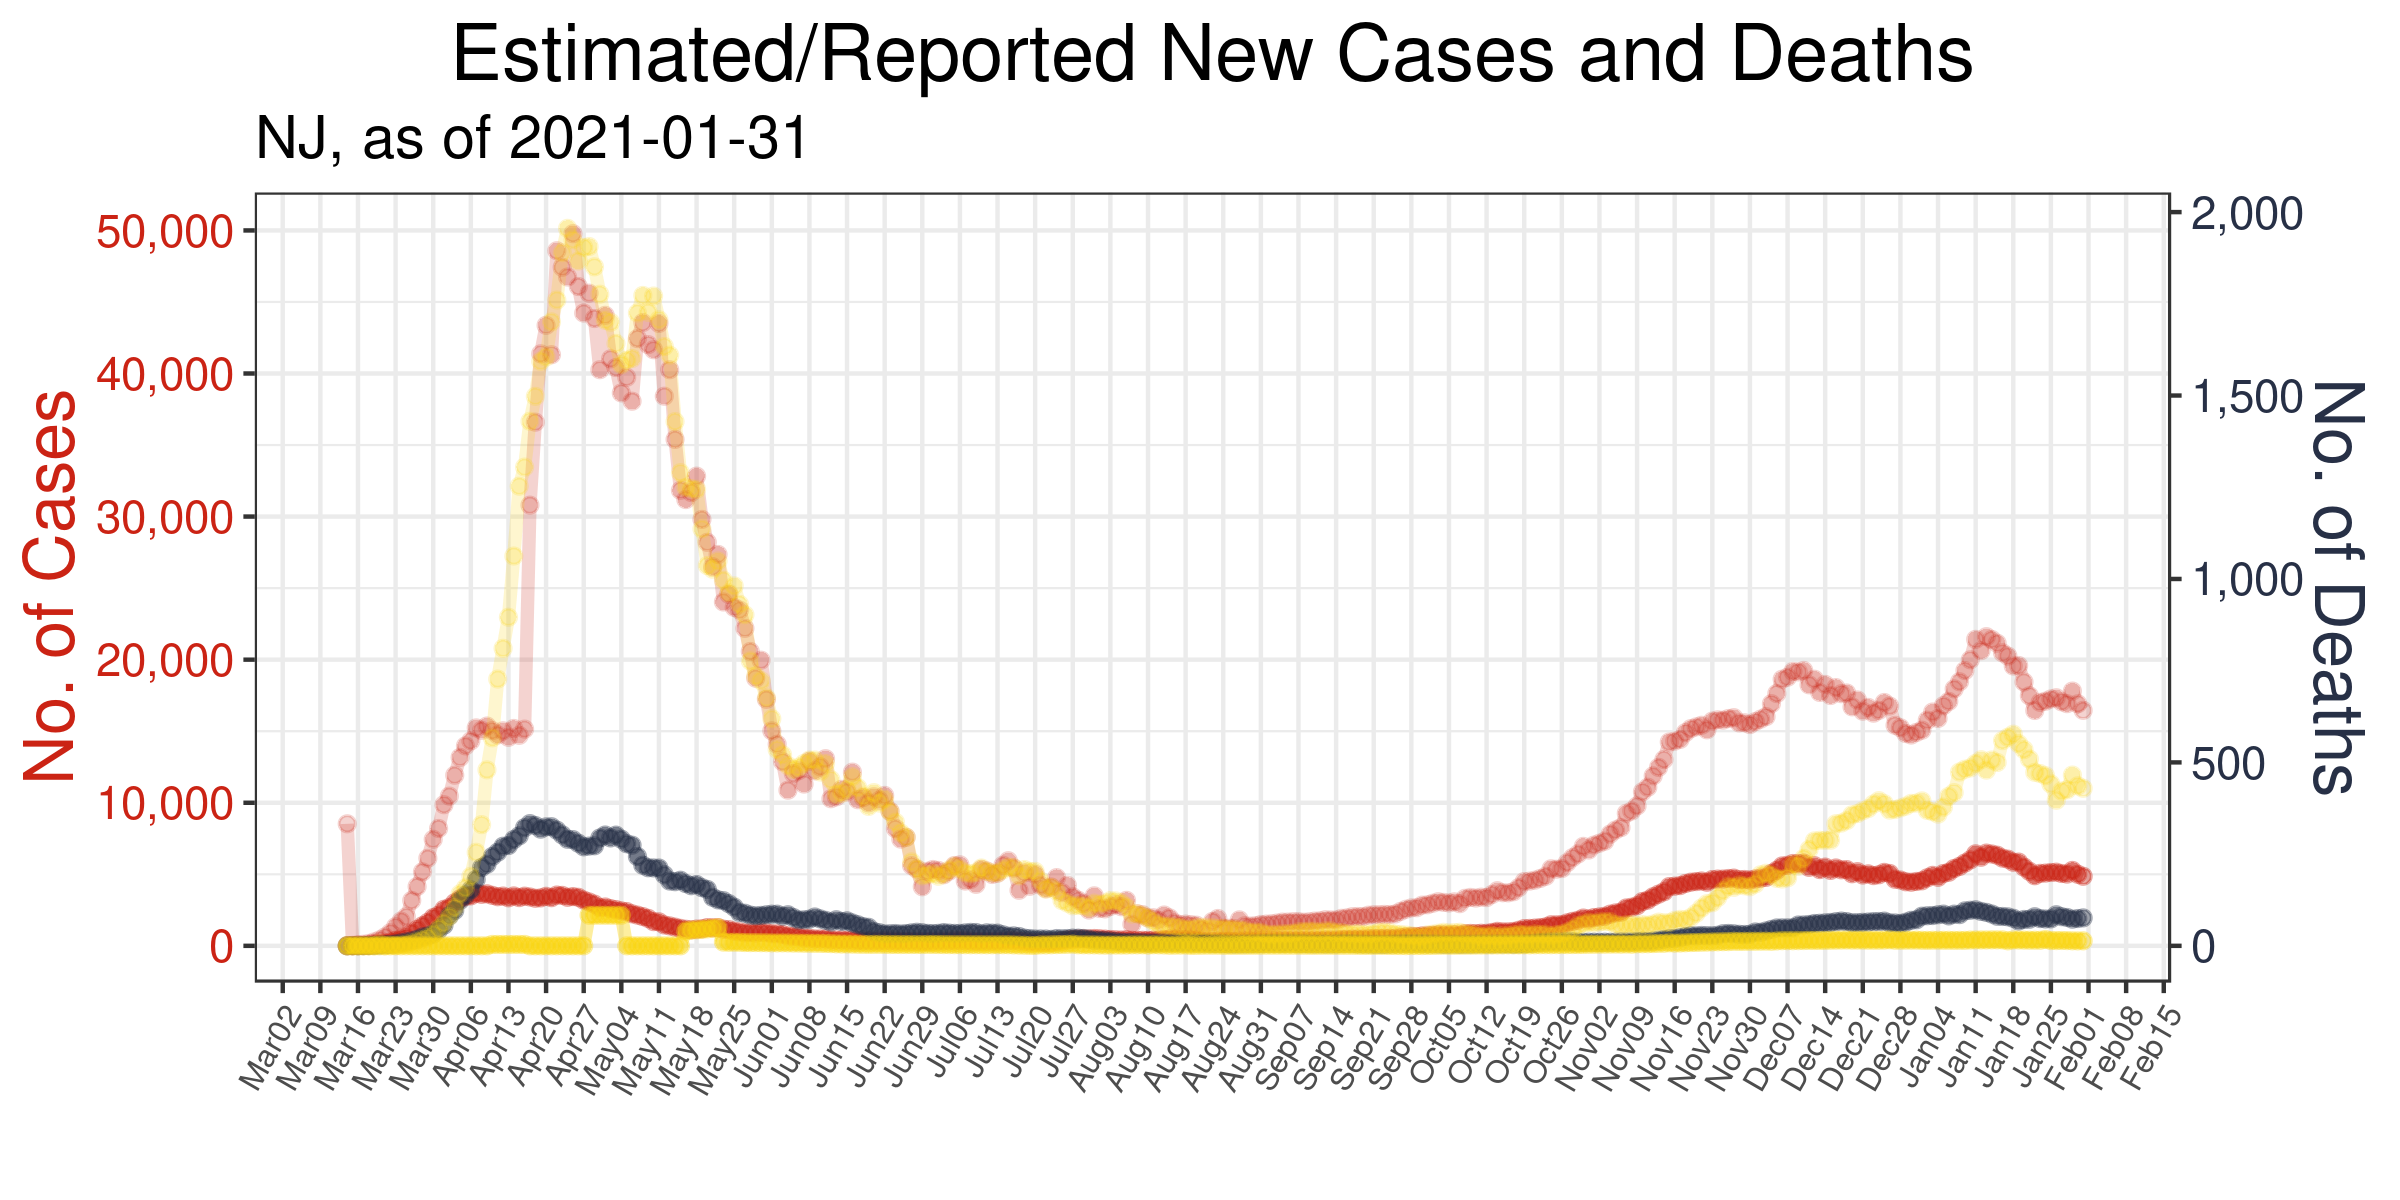 Estimated/Reported New Cases and Deaths
NJ, as of 2021-01-31
No. of Cases
50,000
40,000
30,000
20,000
10,000
0
2,000
1,500
1,000
500
0
No. of Deaths
Mar02 Mar09 Mar16 Mar23 Mar30 Apr06 Apr13 Apr20 Apr27 May04 May11 May18 May25 Jun01 Jun08 Jun15 Jun22 Jun29 Jul06 Jul13 Jul20 Jul27 Aug03 Aug10 Aug17 Aug24 Aug31 Sep07 Sep14 Sep21 Sep28 Oct05 Oct12 Oct19 Oct26 Nov02 Nov09 Nov16 Nov23 Nov30 Dec07 Dec14 Dec21 Dec28 Jan04 Jan11 Jan18 Jan25 Feb01 Feb08 Feb15